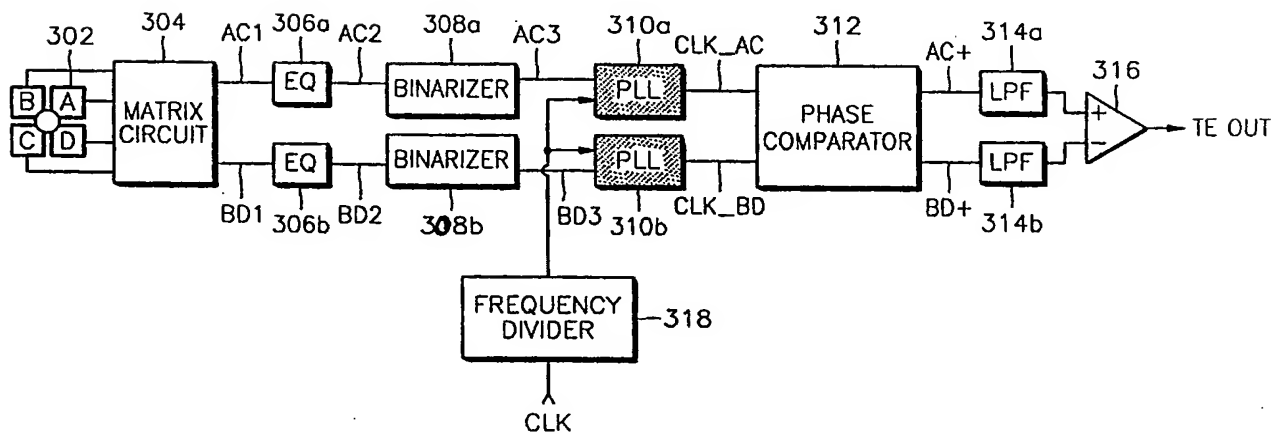 302
304
AC1
306a
AC2
308a
AC3
310a
CLK_AC
312
AC+
314a
316
B
A
C
D
MATRIX
CIRCUIT
EQ
BINARIZER
PLL
PHASE
COMPARATOR
LPF
+
−
TE OUT
EQ
BINARIZER
PLL
LPF
BD1
306b
BD2
308b
BD3
310b
CLK_BD
BD+
314b
FREQUENCY
DIVIDER
318
CLK